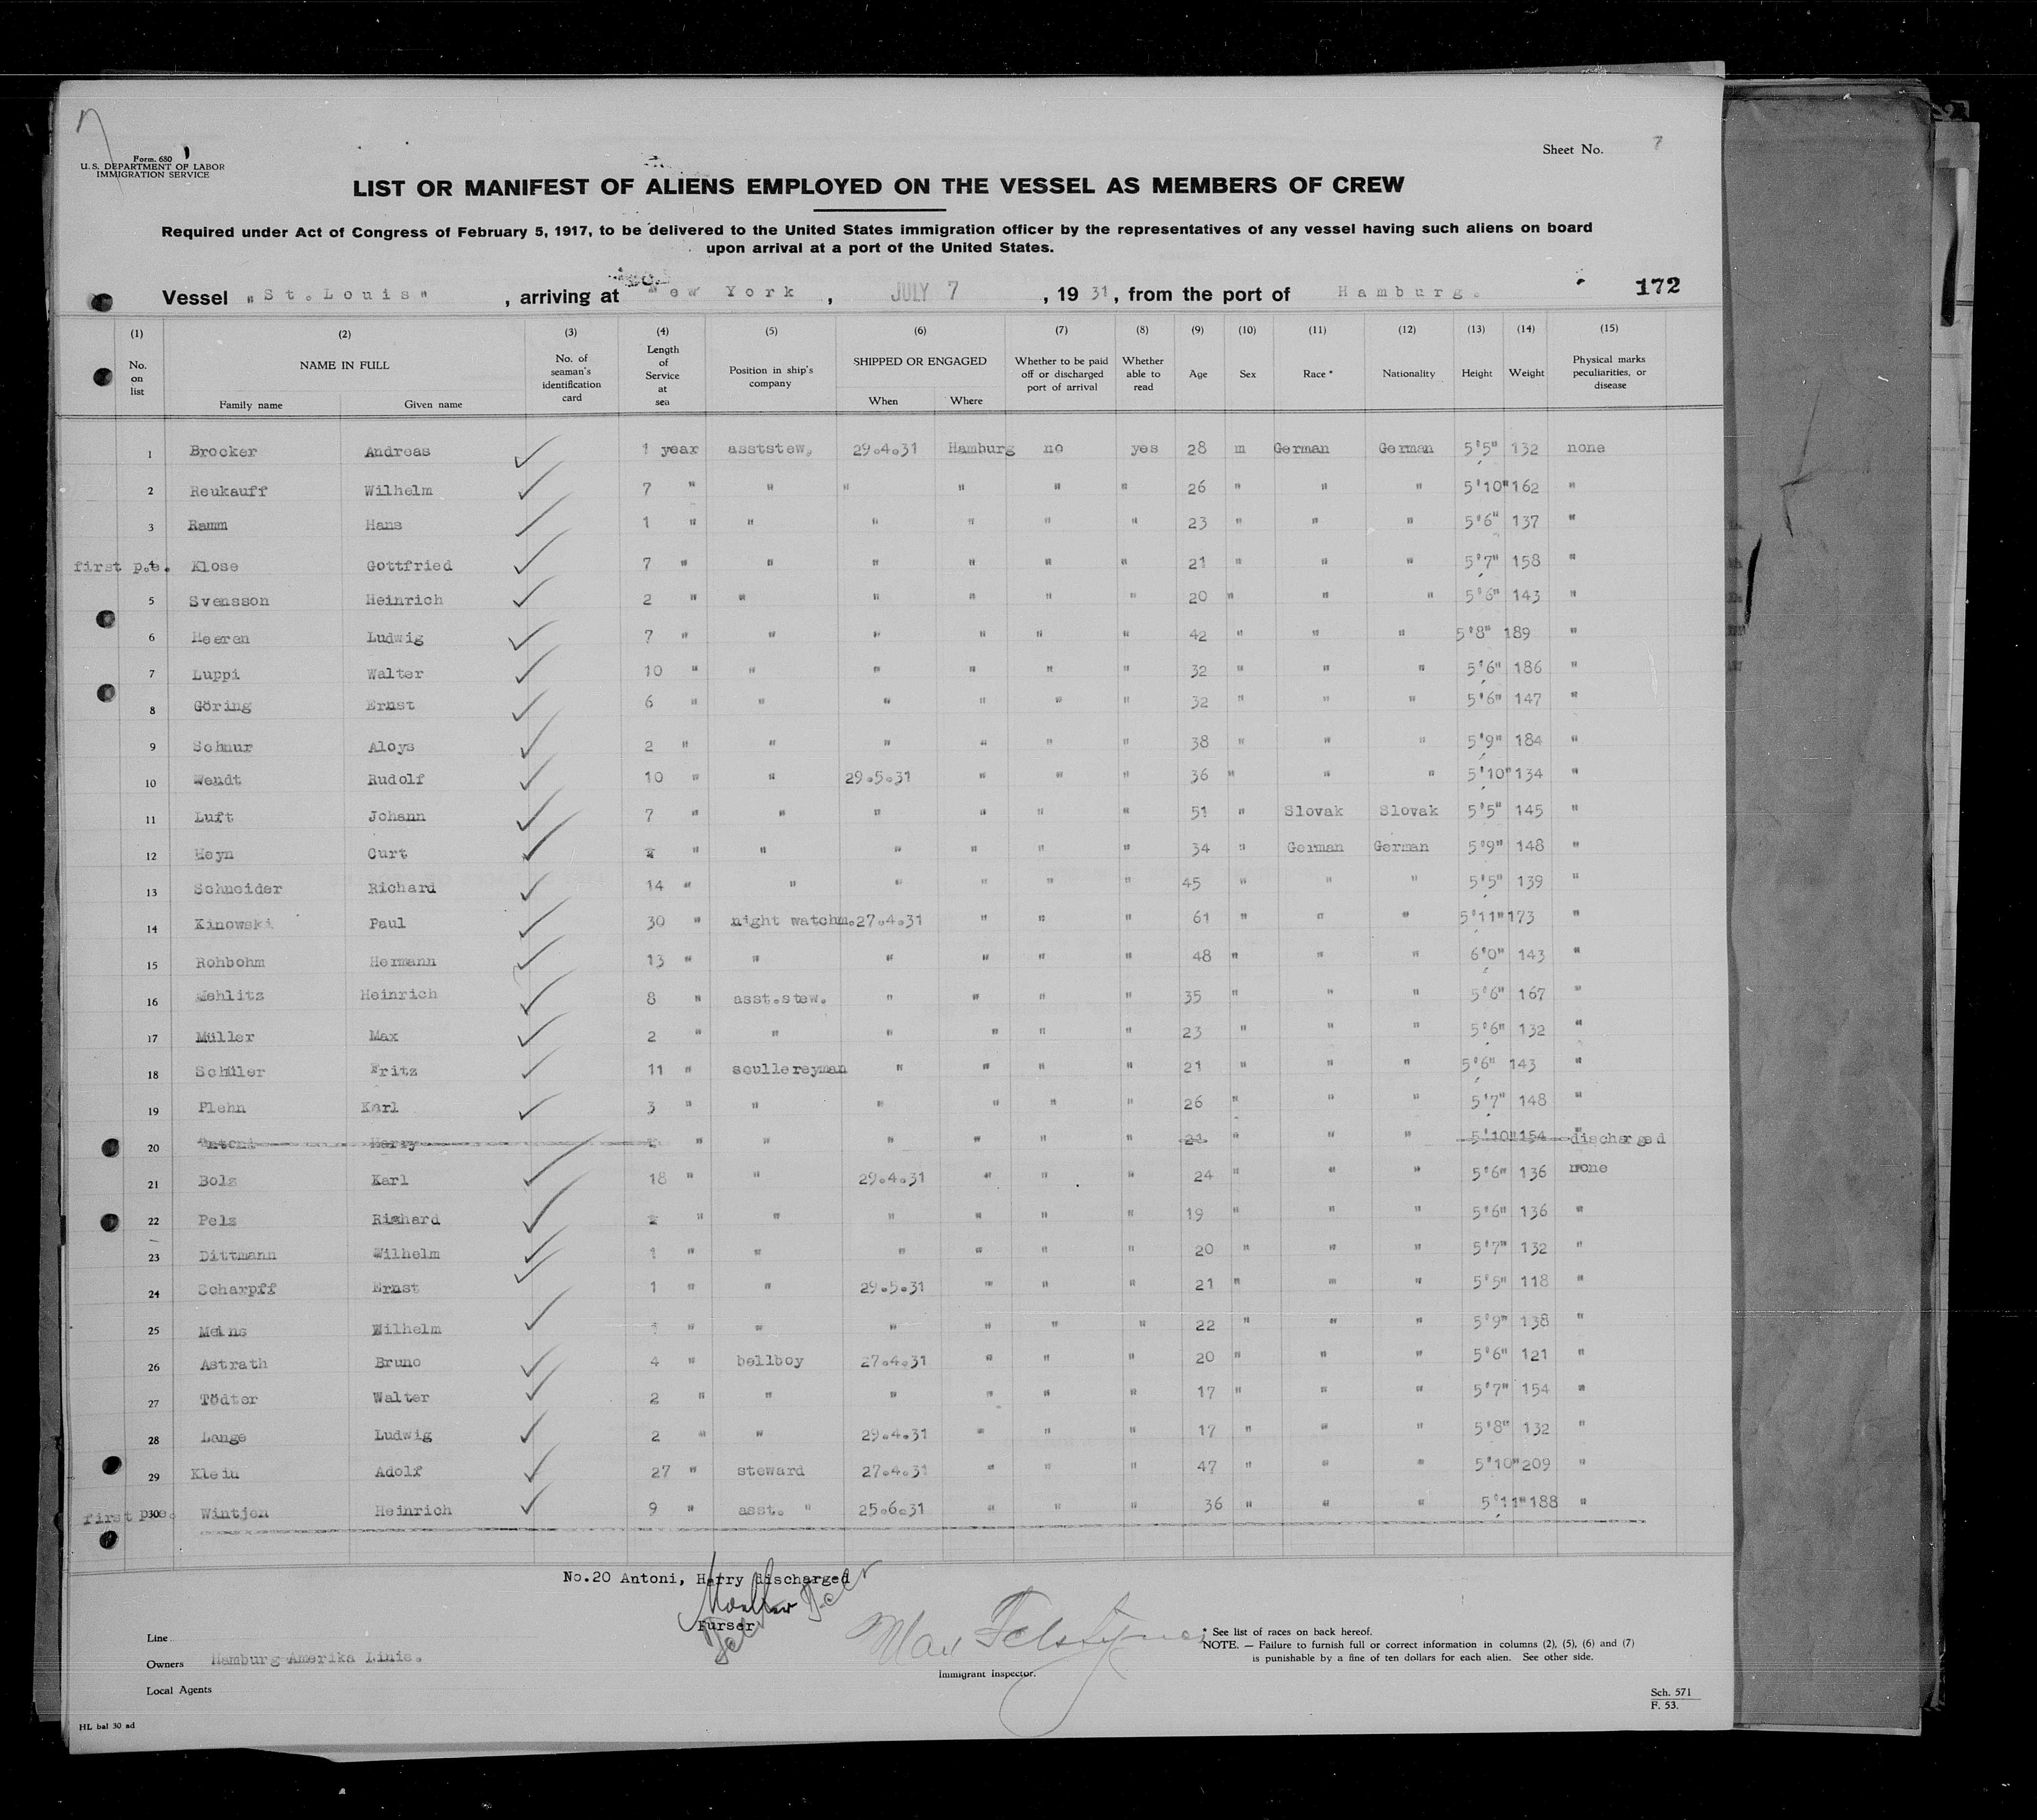 7
Form. 680
U. S. DEPARTMENT OF LABOR
IMMIGRATION SERVICE
Sheet No. 7
LIST OR MANIFEST OF ALIENS EMPLOYED ON THE VESSEL AS MEMBERS OF CREW
Required under Act of Congress of February 5, 1917, to be delivered to the United States immigration officer by the representatives of any vessel having such aliens on board
upon arrival at a port of the United States.
Vessel "St.Louis" , arriving at New York , JULY 7 , 19 31, from the port of Hamburg. 172
(1) (2) (3) (4) (5) (6) (7) (8) (9) (10) (11) (12) (13) (14) (15)
No. on list NAME IN FULL Family name Given name No. of seaman's identification card Length of Service at sea Position in ship's company SHIPPED OR ENGAGED When Where Whether to be paid off or discharged port of arrival Whether able to read Age Sex Race * Nationality Height Weight Physical marks peculiarities, or disease
1 Brocker Andreas 1 year asststew. 29.4.31 Hamburg no yes 28 m German German 5'5" 132 none
2 Reukauff Wilhelm 7 " " " " " " 26 " " " 5'10" 162 "
3 Ramm Hans 1 " " " " " " 23 " " " 5'6" 137 "
first p.e. 4 Klose Gottfried 7 " " " " " " 21 " " " 5'7" 158 "
5 Svensson Heinrich 2 " " " " " " 20 " " " 5'6" 143 "
6 Heeren Ludwig 7 " " " " " " 42 " " " 5'8" 189 "
7 Luppi Walter 10 " " " " " " 32 " " " 5'6" 186 "
8 Göring Ernst 6 " " " " " " 32 " " " 5'6" 147 "
9 Schnur Aloys 2 " " " " " " 38 " " " 5'9" 184 "
10 Wendt Rudolf 10 " " 29.5.31 " " " 36 " " " 5'10" 134 "
11 Luft Johann 7 " " " " " " 51 " Slovak Slovak 5'5" 145 "
12 Heyn Curt " " " " " " 34 " German German 5'9" 148 "
13 Schneider Richard 14 " " " " " " 45 " " " 5'5" 139 "
14 Kinowski Paul 30 " night watchm. 27.4.31 " " " 61 " " " 5'11" 173 "
15 Rohbohm Hermann 13 " " " " " " 48 " " " 6'0" 143 "
16 Mehlitz Heinrich 8 " asst.stew. " " " " 35 " " " 5'6" 167 "
17 Müller Max 2 " " " " " " 23 " " " 5'6" 132 "
18 Schüler Fritz 11 " scullereyman " " " " 21 " " " 5'6" 143 "
19 Plehn Karl 3 " " " " " " 26 " " " 5'7" 148 "
20 Antoni Harry " " " " " " 21 " " " 5'10" 154 " discharged
21 Bolz Karl 18 " " 29.4.31 " " " 24 " " " 5'6" 136 none
22 Pelz Richard " " " " " " 19 " " " 5'6" 136 "
23 Dittmann Wilhelm 1 " " " " " " 20 " " " 5'7" 132 "
24 Scharpff Ernst 1 " " 29.5.31 " " " 21 " " " 5'5" 118 "
25 Meins Wilhelm 1 " " " " " " 22 " " " 5'9" 138 "
26 Astrath Bruno 4 " bellboy 27.4.31 " " " 20 " " " 5'6" 121 "
27 Tödter Walter 2 " " " " " " 17 " " " 5'7" 154 "
28 Lange Ludwig 2 " " 29.4.31 " " " 17 " " " 5'8" 132 "
29 Klein Adolf 27 " steward 27.4.31 " " " 47 " " " 5'10" 209 "
first p.e. 30 Wintjen Heinrich 9 " asst. " 25.6.31 " " " 36 " " " 5'11" 188 "
No.20 Antoni, Harry discharged
Purser
Line
Owners Hamburg-Amerika Linie.
Local Agents
Immigrant Inspector.
* See list of races on back hereof.
NOTE. — Failure to furnish full or correct information in columns (2), (5), (6) and (7)
is punishable by a fine of ten dollars for each alien. See other side.
Sch. 571
F. 53.
HL bal 30 ad